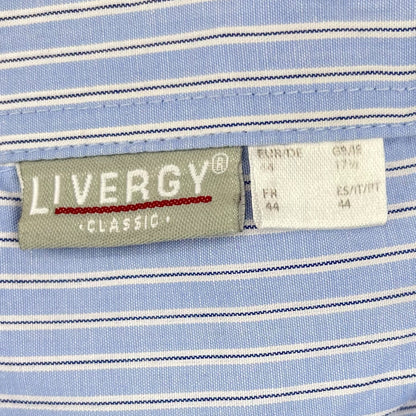 LIVERGY®
·CLASSIC·
EUR/DE GB/IE
44 17½
FR ES/IT/PT
44 44